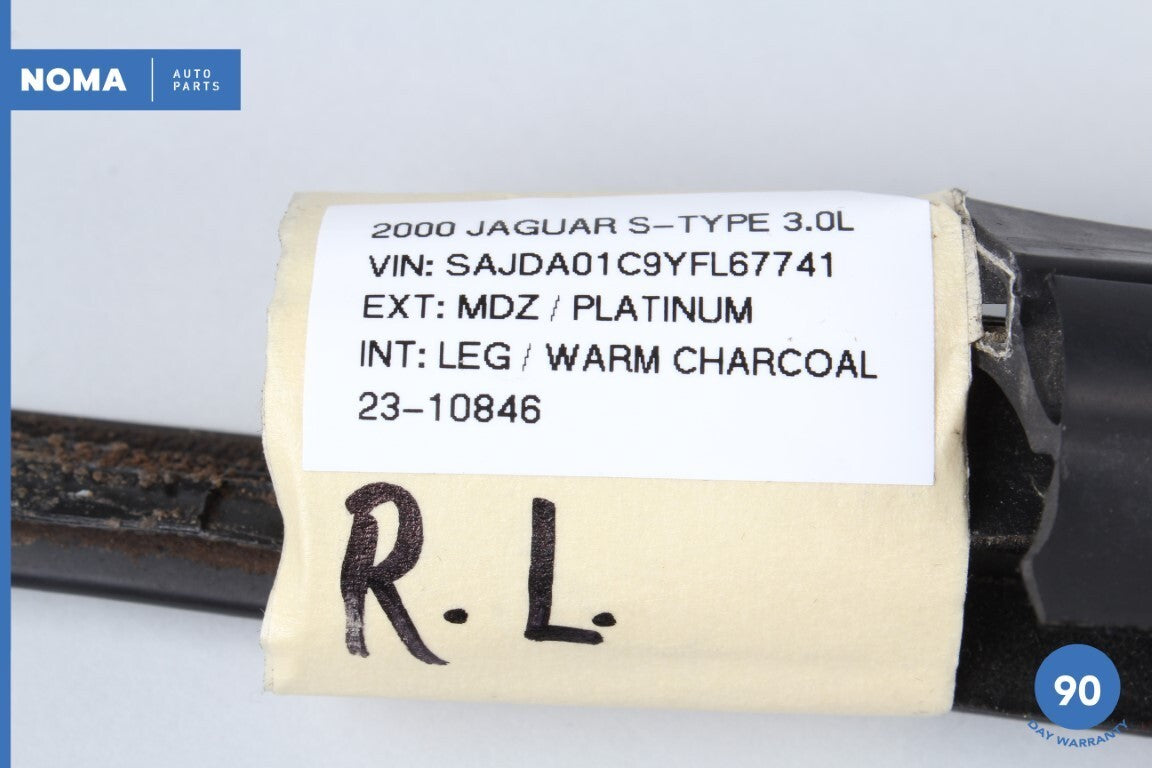 NOMA
AUTO
PARTS
2000 JAGUAR S-TYPE 3.0L
VIN: SAJDA01C9YFL67741
EXT: MDZ / PLATINUM
INT: LEG / WARM CHARCOAL
23-10846
R. L.
90
DAY WARRANTY